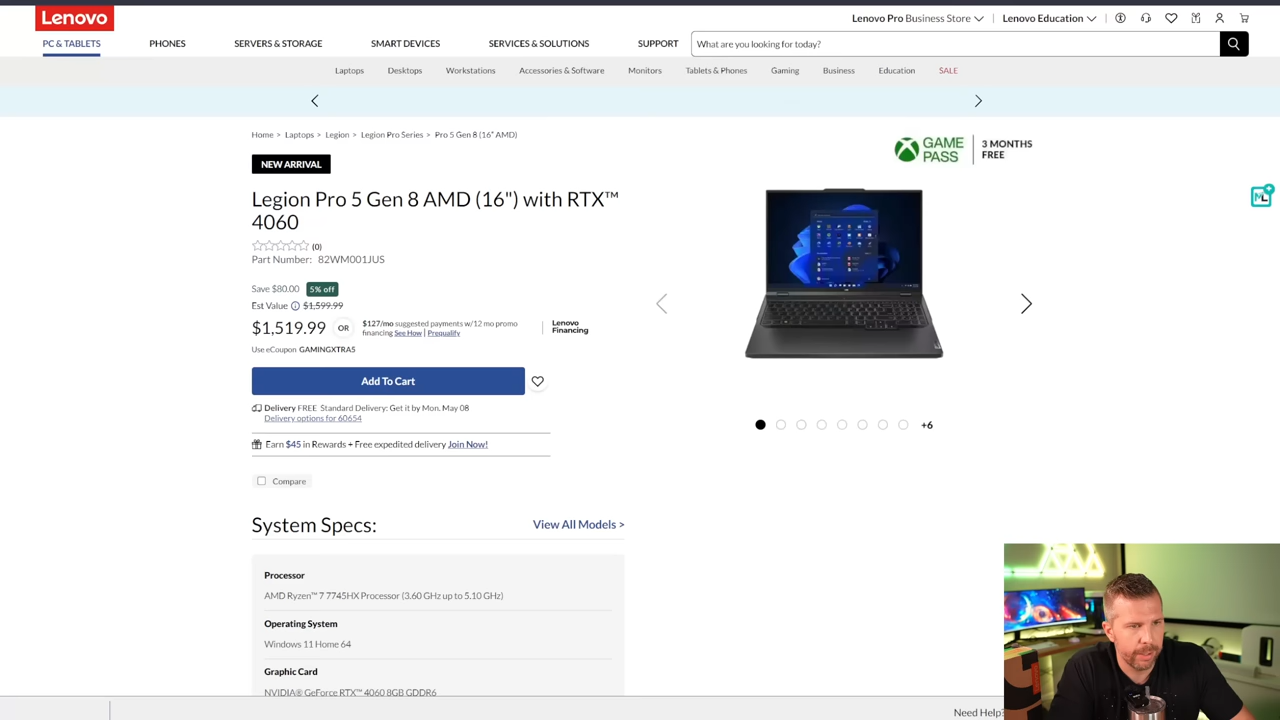 Lenovo
Lenovo Pro Business Store
Lenovo Education
PC & TABLETS
PHONES
SERVERS & STORAGE
SMART DEVICES
SERVICES & SOLUTIONS
SUPPORT
What are you looking for today?
Laptops
Desktops
Workstations
Accessories & Software
Monitors
Tablets & Phones
Gaming
Business
Education
SALE
Home > Laptops > Legion > Legion Pro Series > Pro 5 Gen 8 (16" AMD)
NEW ARRIVAL
GAME PASS
3 MONTHS FREE
Legion Pro 5 Gen 8 AMD (16") with RTX™
4060
(0)
Part Number: 82WM001JUS
Save $80.00 5% off
Est Value $1,599.99
$1,519.99 OR
$127/mo suggested payments w/12 mo promo
financing See How | Prequalify
Lenovo
Financing
Use eCoupon GAMINGXTRA5
Add To Cart
Delivery FREE Standard Delivery: Get it by Mon. May 08
Delivery options for 60654
Earn $45 in Rewards + Free expedited delivery Join Now!
+6
Compare
System Specs:
View All Models >
Processor
AMD Ryzen™ 7 7745HX Processor (3.60 GHz up to 5.10 GHz)
Operating System
Windows 11 Home 64
Graphic Card
NVIDIA® GeForce RTX™ 4060 8GB GDDR6
Need Help?